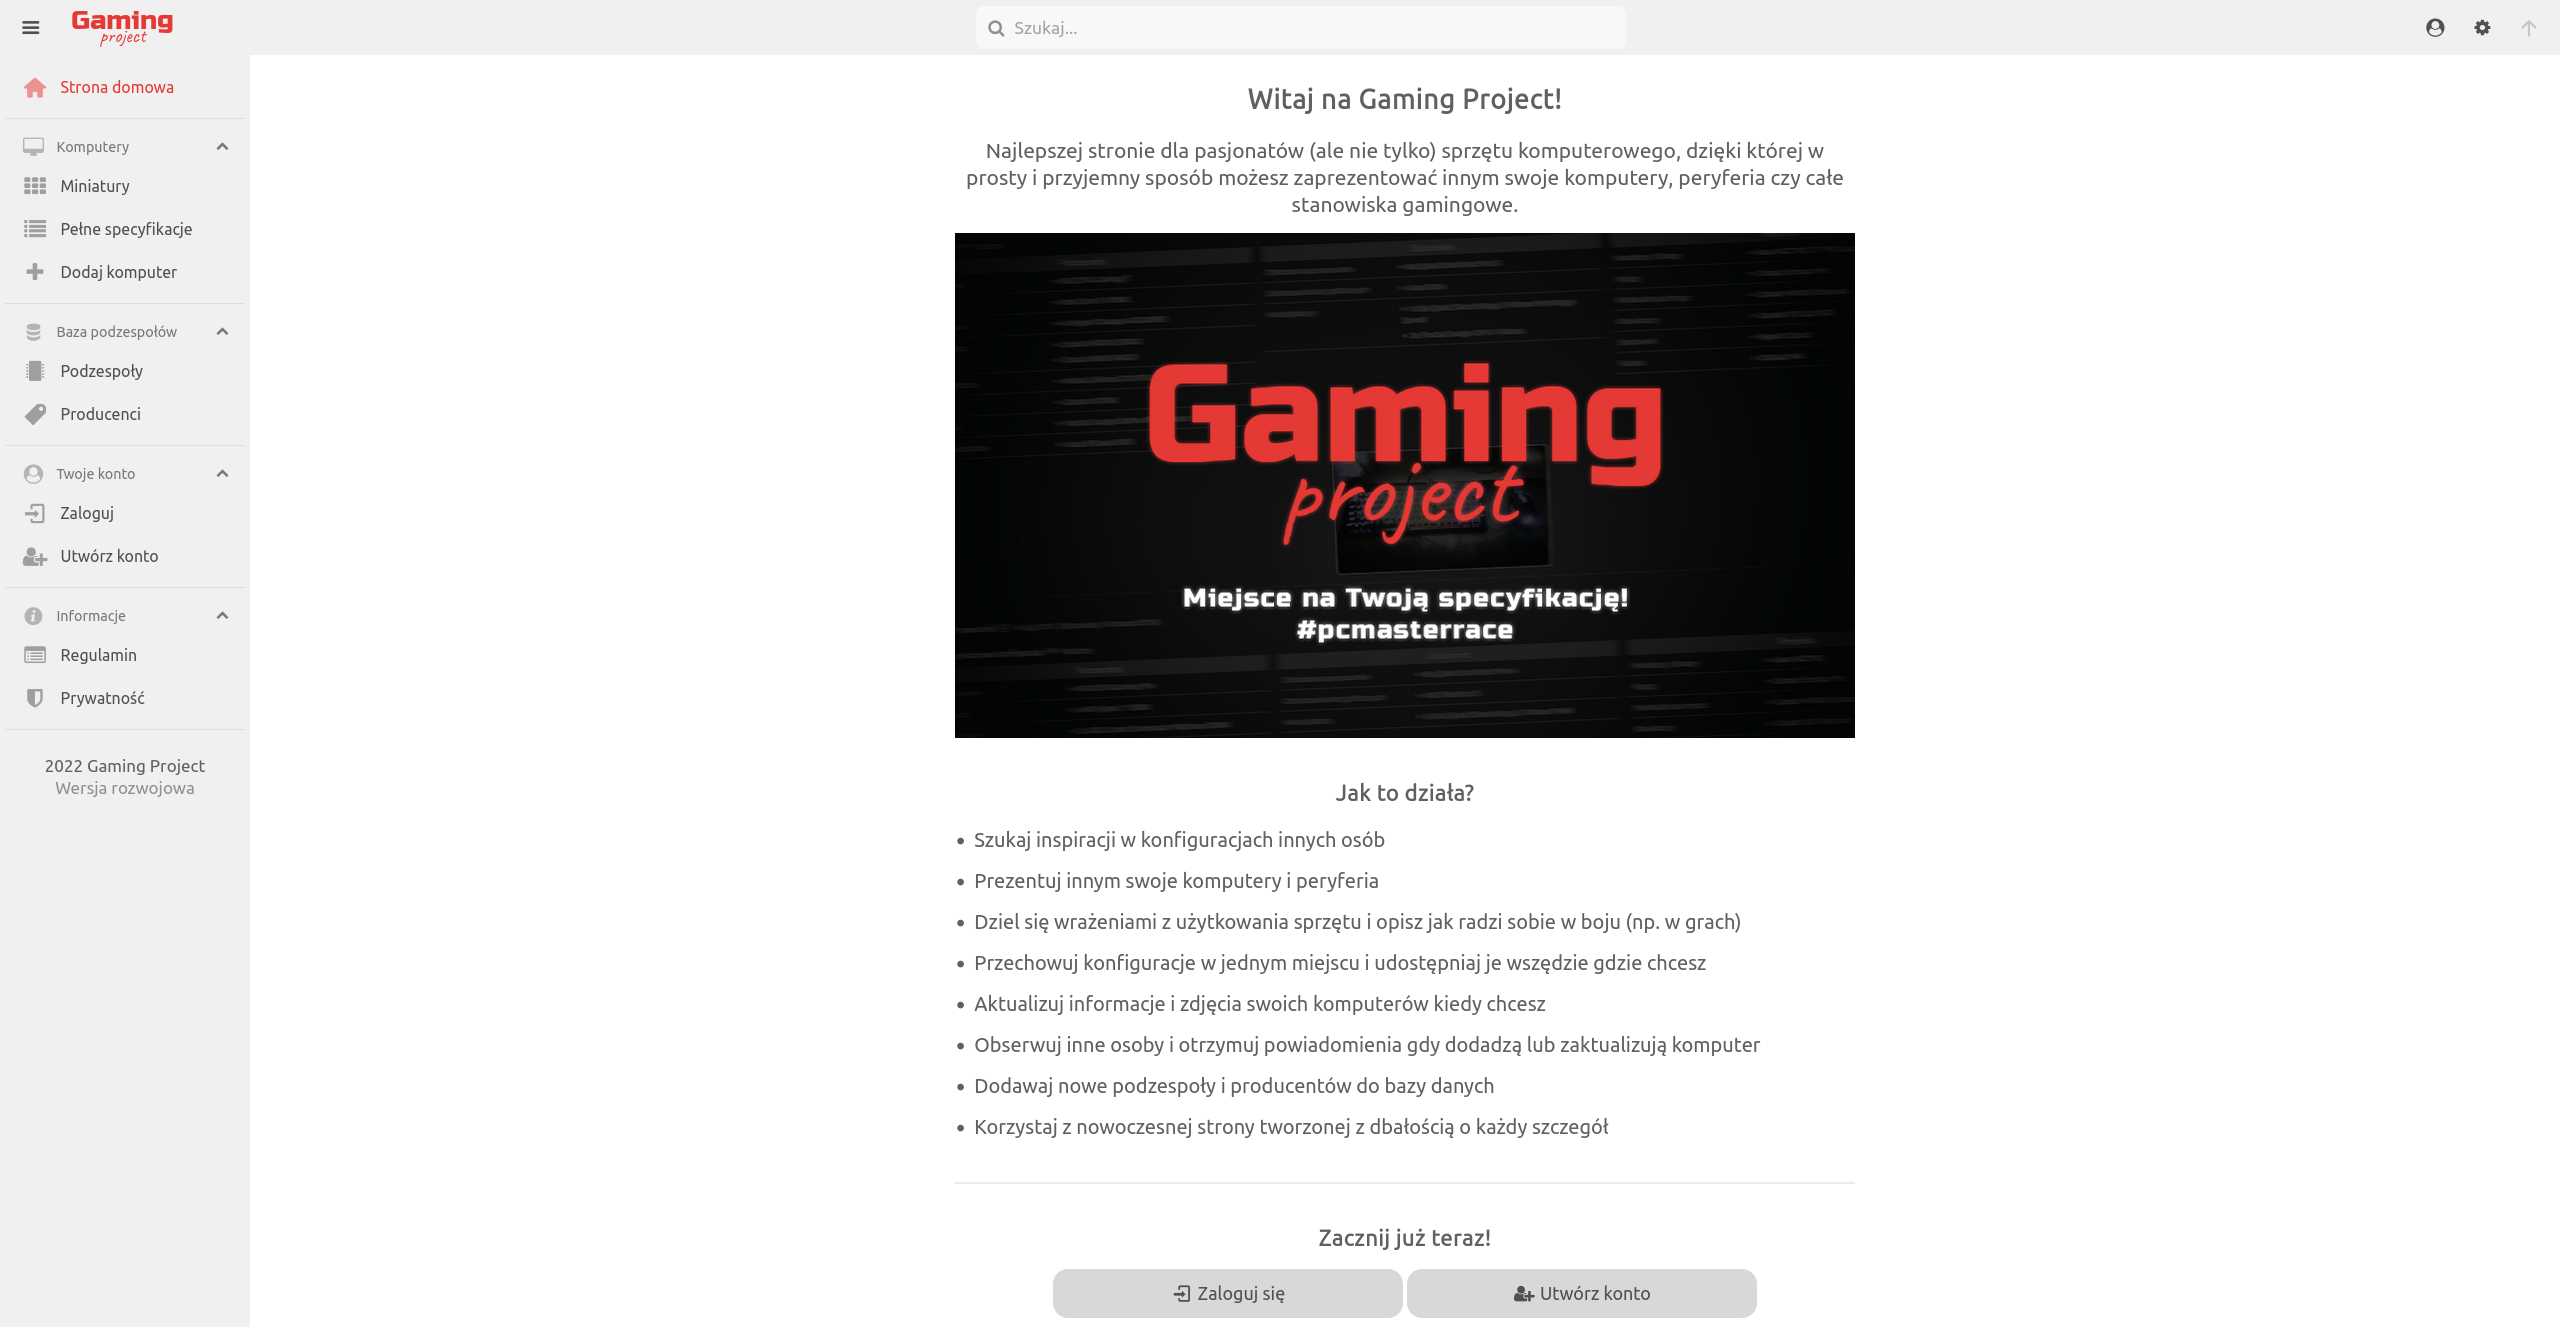 Gaming
project
Szukaj...
Strona domowa
Komputery
Miniatury
Pełne specyfikacje
Dodaj komputer
Baza podzespołów
Podzespoły
Producenci
Twoje konto
Zaloguj
Utwórz konto
Informacje
Regulamin
Prywatność
2022 Gaming Project
Wersja rozwojowa
Witaj na Gaming Project!
Najlepszej stronie dla pasjonatów (ale nie tylko) sprzętu komputerowego, dzięki której w
prosty i przyjemny sposób możesz zaprezentować innym swoje komputery, peryferia czy całe
stanowiska gamingowe.
Gaming
project
Miejsce na Twoją specyfikację!
#pcmasterrace
Jak to działa?
• Szukaj inspiracji w konfiguracjach innych osób
• Prezentuj innym swoje komputery i peryferia
• Dziel się wrażeniami z użytkowania sprzętu i opisz jak radzi sobie w boju (np. w grach)
• Przechowuj konfiguracje w jednym miejscu i udostępniaj je wszędzie gdzie chcesz
• Aktualizuj informacje i zdjęcia swoich komputerów kiedy chcesz
• Obserwuj inne osoby i otrzymuj powiadomienia gdy dodadzą lub zaktualizują komputer
• Dodawaj nowe podzespoły i producentów do bazy danych
• Korzystaj z nowoczesnej strony tworzonej z dbałością o każdy szczegół
Zacznij już teraz!
Zaloguj się
Utwórz konto